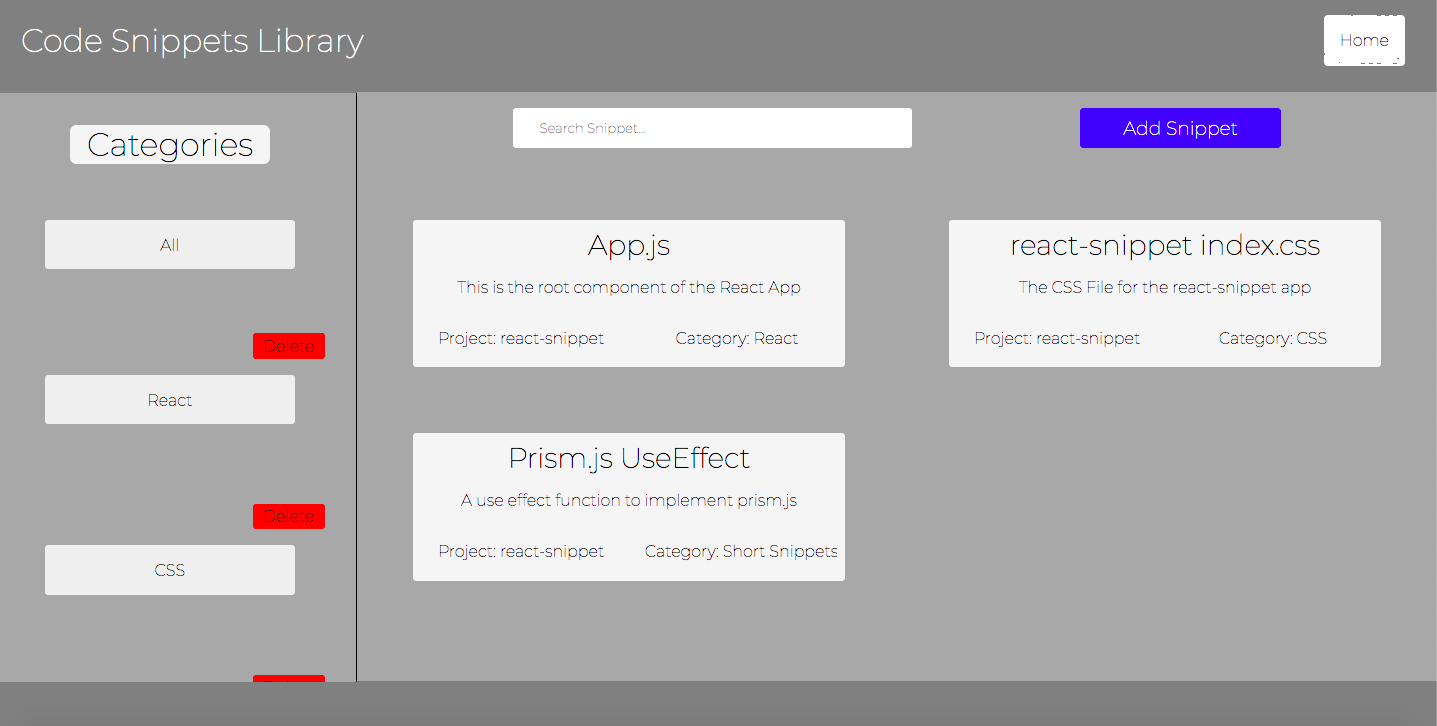 Code Snippets Library
Home
Categories
All
Delete
React
Delete
CSS
Search Snippet...
Add Snippet
App.js
This is the root component of the React App
Project: react-snippet
Category: React
react-snippet index.css
The CSS File for the react-snippet app
Project: react-snippet
Category: CSS
Prism.js UseEffect
A use effect function to implement prism.js
Project: react-snippet
Category: Short Snippets